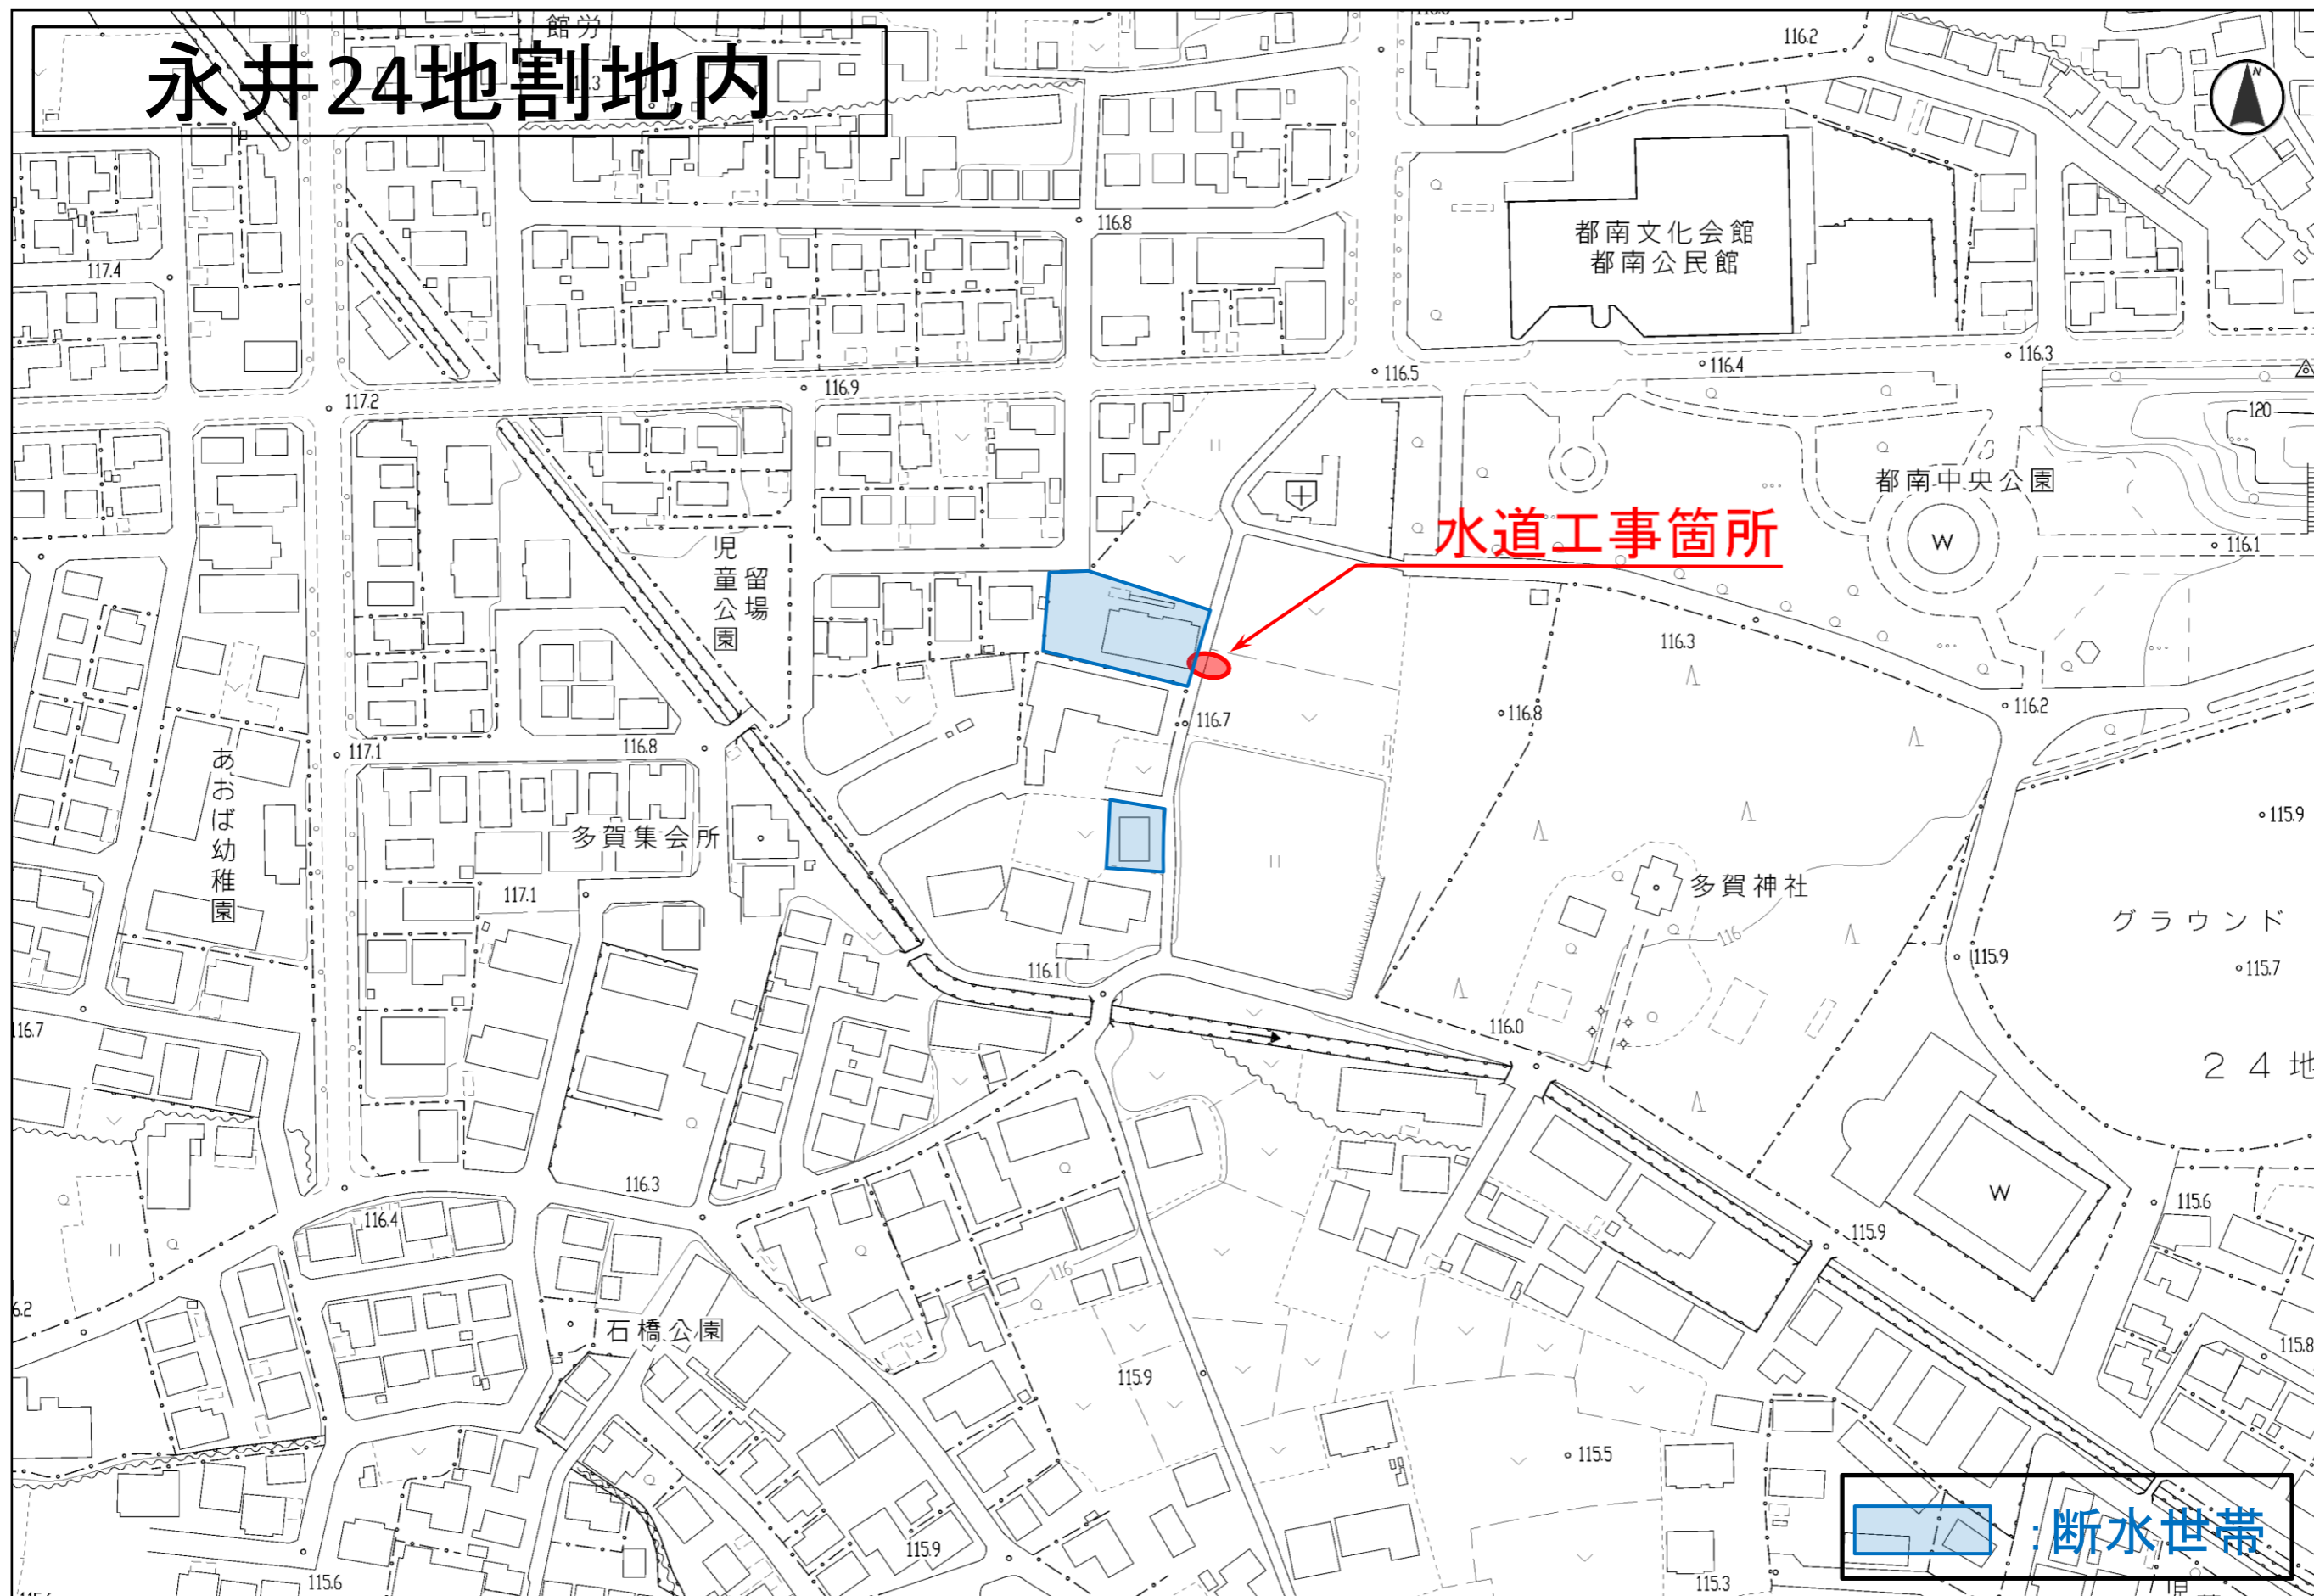 館労
永井24地割地内
116.2
N
116.8
都南文化会館
都南公民館
117.4
116.3
116.4
116.5
116.9
117.2
120
都南中央公園
水道工事箇所
W
116.1
児童公園
留場
116.3
116.2
116.8
116.7
116.8
117.1
あおば幼稚園
115.9
多賀集会所
117.1
多賀神社
グラウンド
116
115.9
115.7
116.1
116.7
116.0
24地
116.3
W
115.6
116.4
115.9
116
石橋公園
115.8
115.9
115.5
:断水世帯
115.9
115.6
115.3